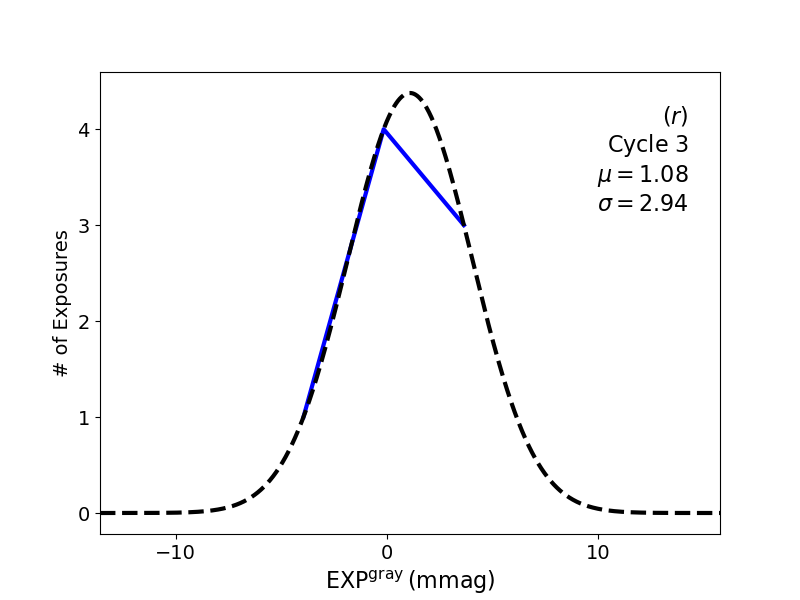 (r)
Cycle 3
μ = 1.08
σ = 2.94
4
3
2
1
0
# of Exposures
−10
0
10
EXP^gray (mmag)